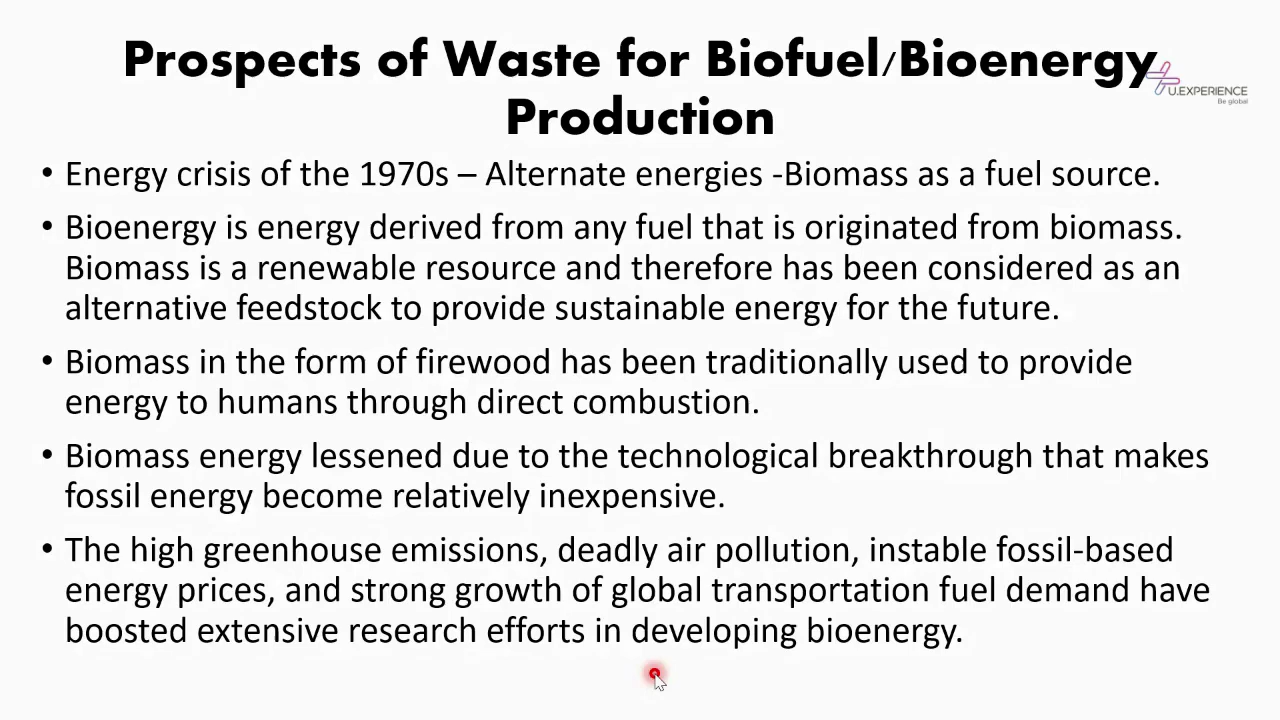 Prospects of Waste for Biofuel/Bioenergy
Production
U.EXPERIENCE
Be global
• Energy crisis of the 1970s – Alternate energies -Biomass as a fuel source.
• Bioenergy is energy derived from any fuel that is originated from biomass.
Biomass is a renewable resource and therefore has been considered as an
alternative feedstock to provide sustainable energy for the future.
• Biomass in the form of firewood has been traditionally used to provide
energy to humans through direct combustion.
• Biomass energy lessened due to the technological breakthrough that makes
fossil energy become relatively inexpensive.
• The high greenhouse emissions, deadly air pollution, instable fossil-based
energy prices, and strong growth of global transportation fuel demand have
boosted extensive research efforts in developing bioenergy.